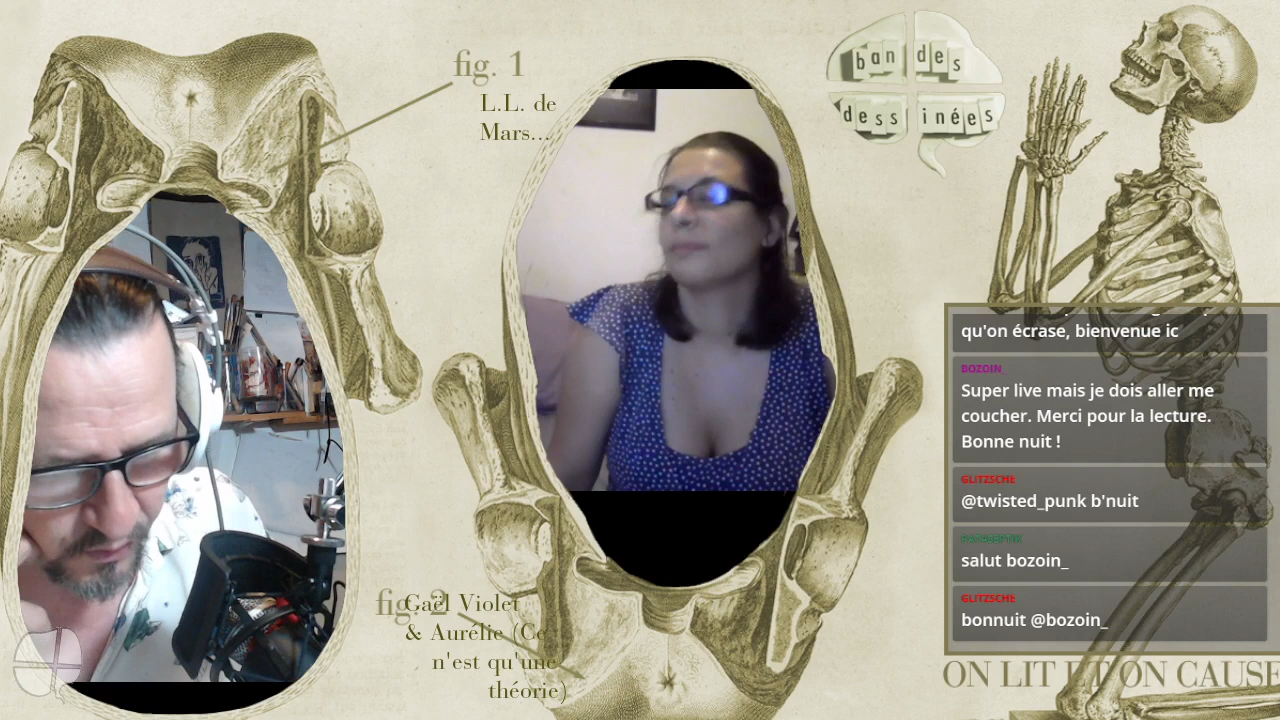 fig. 1
L.L. de
Mars...
ban des
dess inées
fig. 2
Gaël Violet
& Aurélie (Ce
n'est qu'une
théorie)
qu'on écrase, bienvenue ic
BOZOIN_
Super live mais je dois aller me
coucher. Merci pour la lecture.
Bonne nuit !
GLITZSCHE
@twisted_punk b'nuit
salut bozoin_
GLITZSCHE
bonnuit @bozoin_
ON LIT ET ON CAUSE